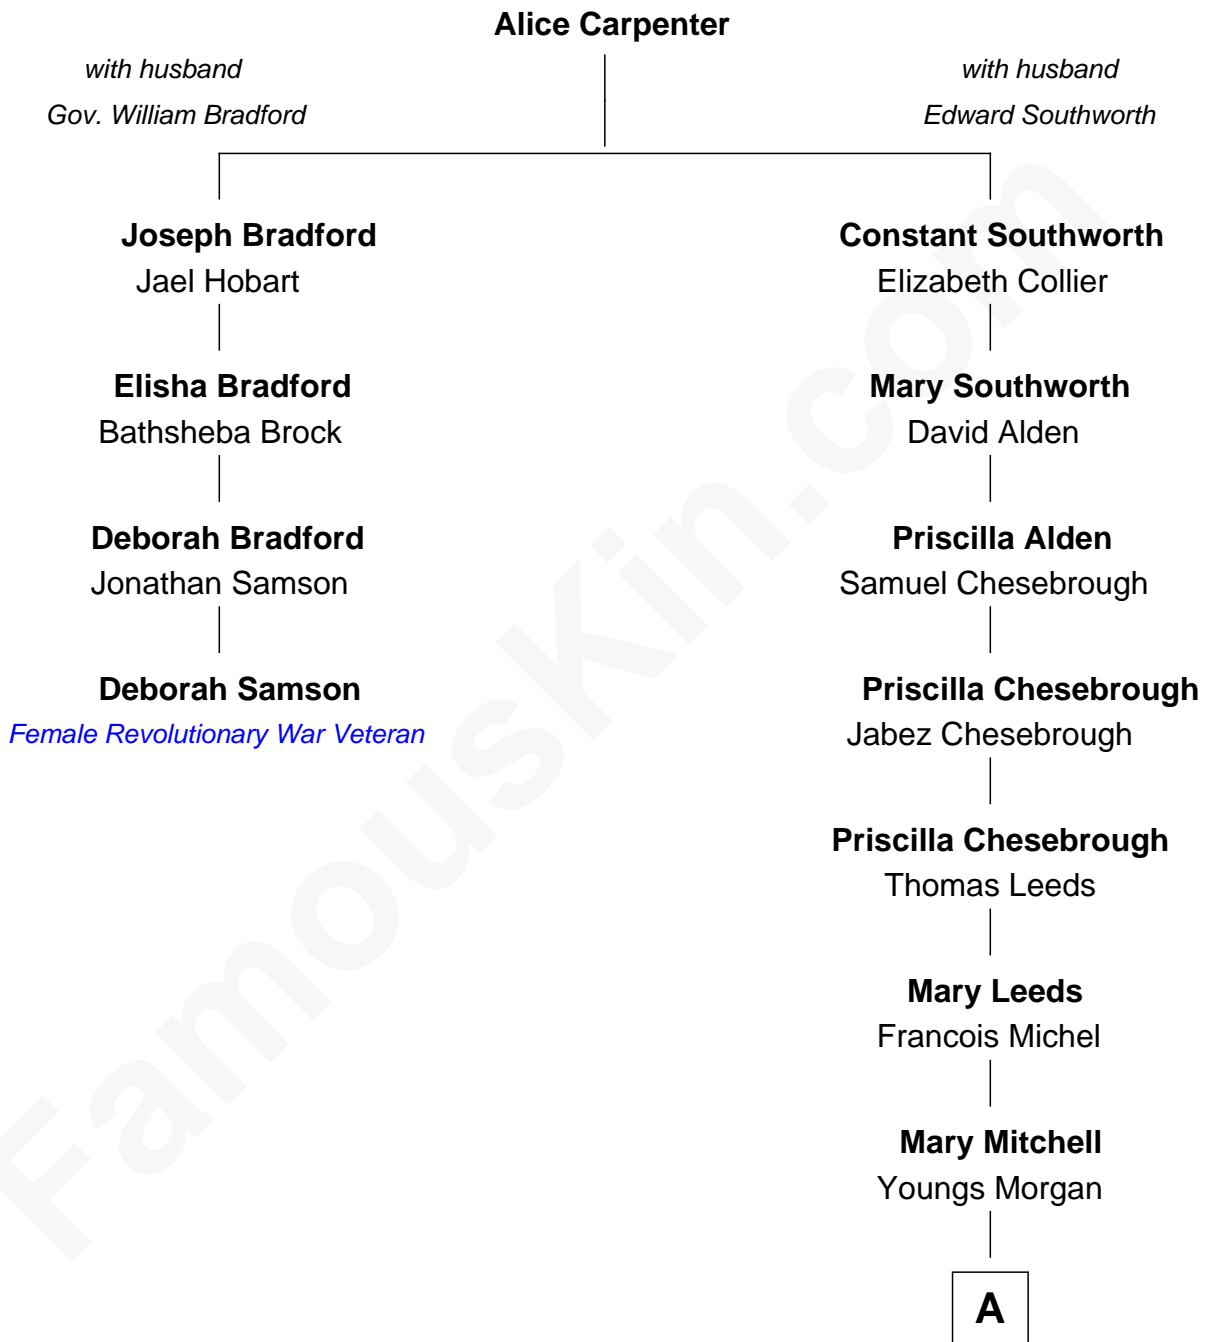 Alice Carpenter
with husband
Gov. William Bradford
with husband
Edward Southworth
Joseph Bradford
Jael Hobart
Elisha Bradford
Bathsheba Brock
Deborah Bradford
Jonathan Samson
Deborah Samson
Female Revolutionary War Veteran
Constant Southworth
Elizabeth Collier
Mary Southworth
David Alden
Priscilla Alden
Samuel Chesebrough
Priscilla Chesebrough
Jabez Chesebrough
Priscilla Chesebrough
Thomas Leeds
Mary Leeds
Francois Michel
Mary Mitchell
Youngs Morgan
A
FamousKin.com